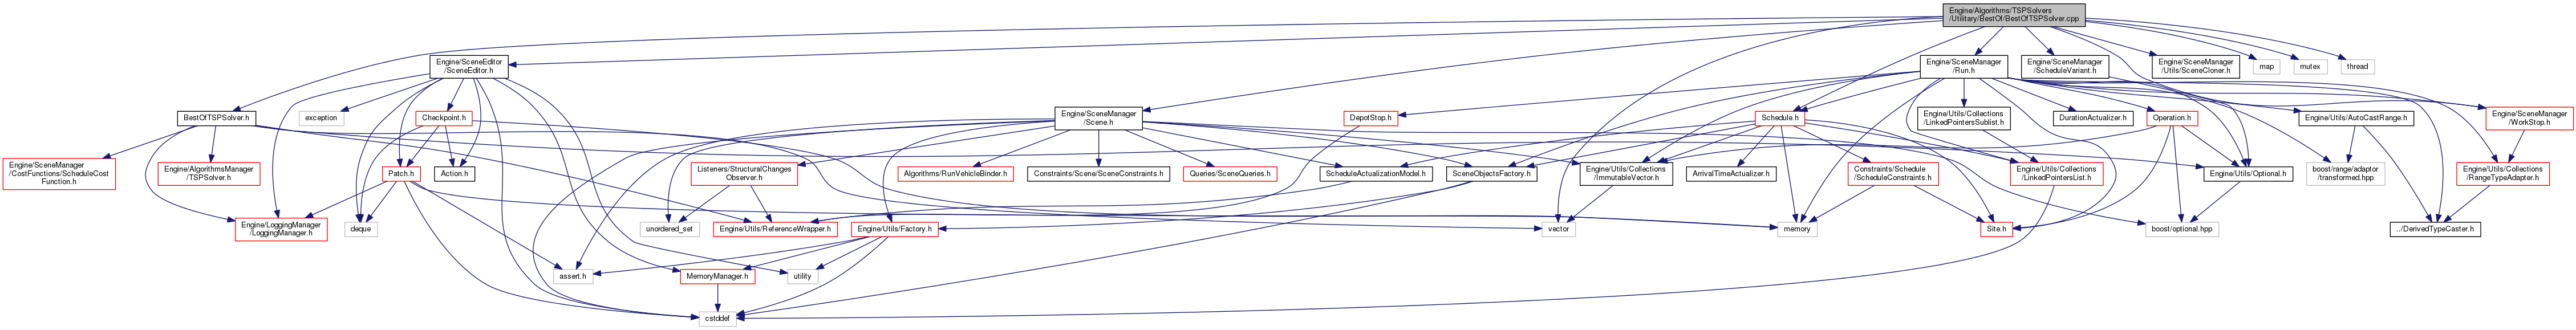 Engine/Algorithms/TSPSolvers
/Utilitary/BestOf/BestOfTSPSolver.cpp
Engine/SceneEditor
/SceneEditor.h
Engine/SceneManager
/Run.h
Engine/SceneManager
/ScheduleVariant.h
Engine/SceneManager
/Utils/SceneCloner.h
map
mutex
thread
BestOfTSPSolver.h
exception
Checkpoint.h
Engine/SceneManager
/Scene.h
DepotStop.h
Schedule.h
Engine/Utils/Collections
/LinkedPointersSublist.h
DurationActualizer.h
Operation.h
Engine/Utils/AutoCastRange.h
Engine/SceneManager
/WorkStop.h
Engine/SceneManager
/CostFunctions/ScheduleCost
Function.h
Engine/AlgorithmsManager
/TSPSolver.h
Patch.h
Action.h
Listeners/StructuralChanges
Observer.h
Algorithms/RunVehicleBinder.h
Constraints/Scene/SceneConstraints.h
Queries/SceneQueries.h
ScheduleActualizationModel.h
SceneObjectsFactory.h
Engine/Utils/Collections
/ImmutableVector.h
ArrivalTimeActualizer.h
Constraints/Schedule
/ScheduleConstraints.h
Engine/Utils/Collections
/LinkedPointersList.h
Engine/Utils/Optional.h
boost/range/adaptor
/transformed.hpp
Engine/Utils/Collections
/RangeTypeAdapter.h
Engine/LoggingManager
/LoggingManager.h
deque
unordered_set
Engine/Utils/ReferenceWrapper.h
Engine/Utils/Factory.h
vector
memory
Site.h
boost/optional.hpp
../DerivedTypeCaster.h
assert.h
MemoryManager.h
utility
cstddef